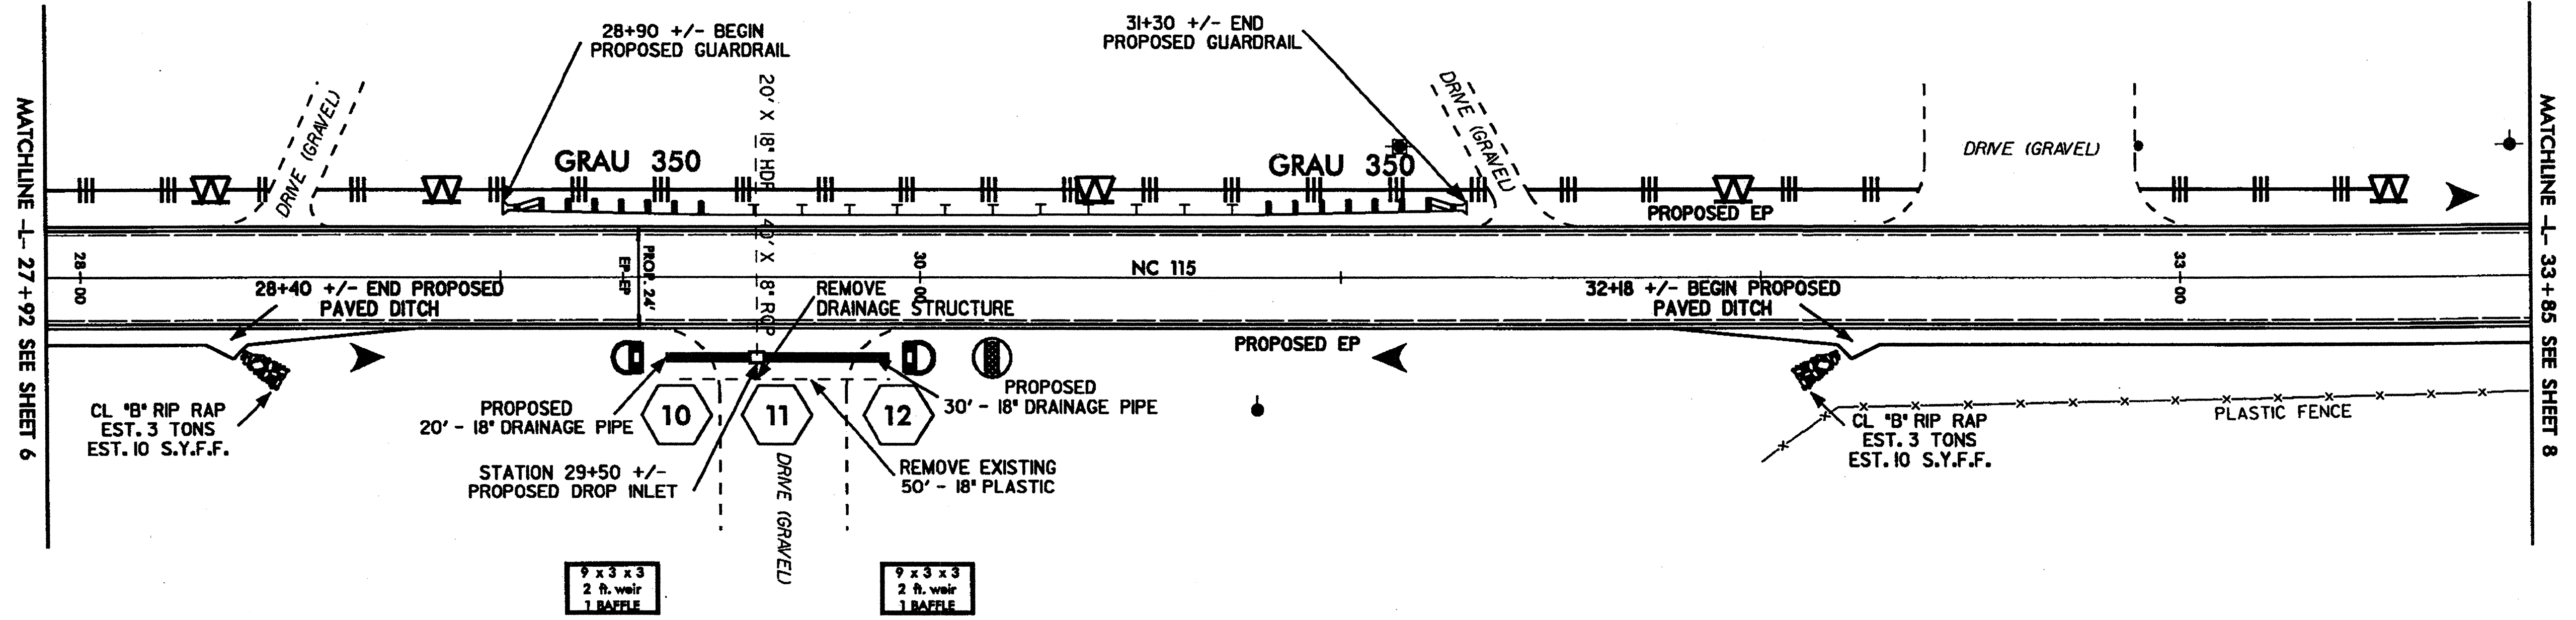 28+90 +/- BEGIN
PROPOSED GUARDRAIL
31+30 +/- END
PROPOSED GUARDRAIL
MATCHLINE -L- 27+92 SEE SHEET 6
DRIVE (GRAVEL)
20' X 18" HDP
GRAU 350
GRAU 350
DRIVE (GRAVEL)
DRIVE (GRAVEL)
MATCHLINE -L- 33+85 SEE SHEET 8
PROPOSED EP
28+00
EP-EP
PROP. 24'
40' X 18" RCP
30+00
NC 115
33+00
28+40 +/- END PROPOSED
PAVED DITCH
REMOVE
DRAINAGE STRUCTURE
32+18 +/- BEGIN PROPOSED
PAVED DITCH
PROPOSED EP
CL "B" RIP RAP
EST. 3 TONS
EST. 10 S.Y.F.F.
PROPOSED
20' - 18" DRAINAGE PIPE
10
11
12
PROPOSED
30' - 18" DRAINAGE PIPE
PLASTIC FENCE
CL "B" RIP RAP
EST. 3 TONS
EST. 10 S.Y.F.F.
STATION 29+50 +/-
PROPOSED DROP INLET
DRIVE (GRAVEL)
REMOVE EXISTING
50' - 18" PLASTIC
9 x 3 x 3
2 ft. weir
1 BAFFLE
9 x 3 x 3
2 ft. weir
1 BAFFLE